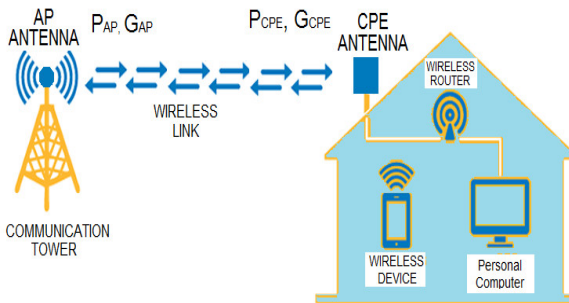 AP
ANTENNA
PAP, GAP
PCPE, GCPE
CPE
ANTENNA
WIRELESS
ROUTER
WIRELESS
LINK
COMMUNICATION
TOWER
WIRELESS
DEVICE
Personal
Computer